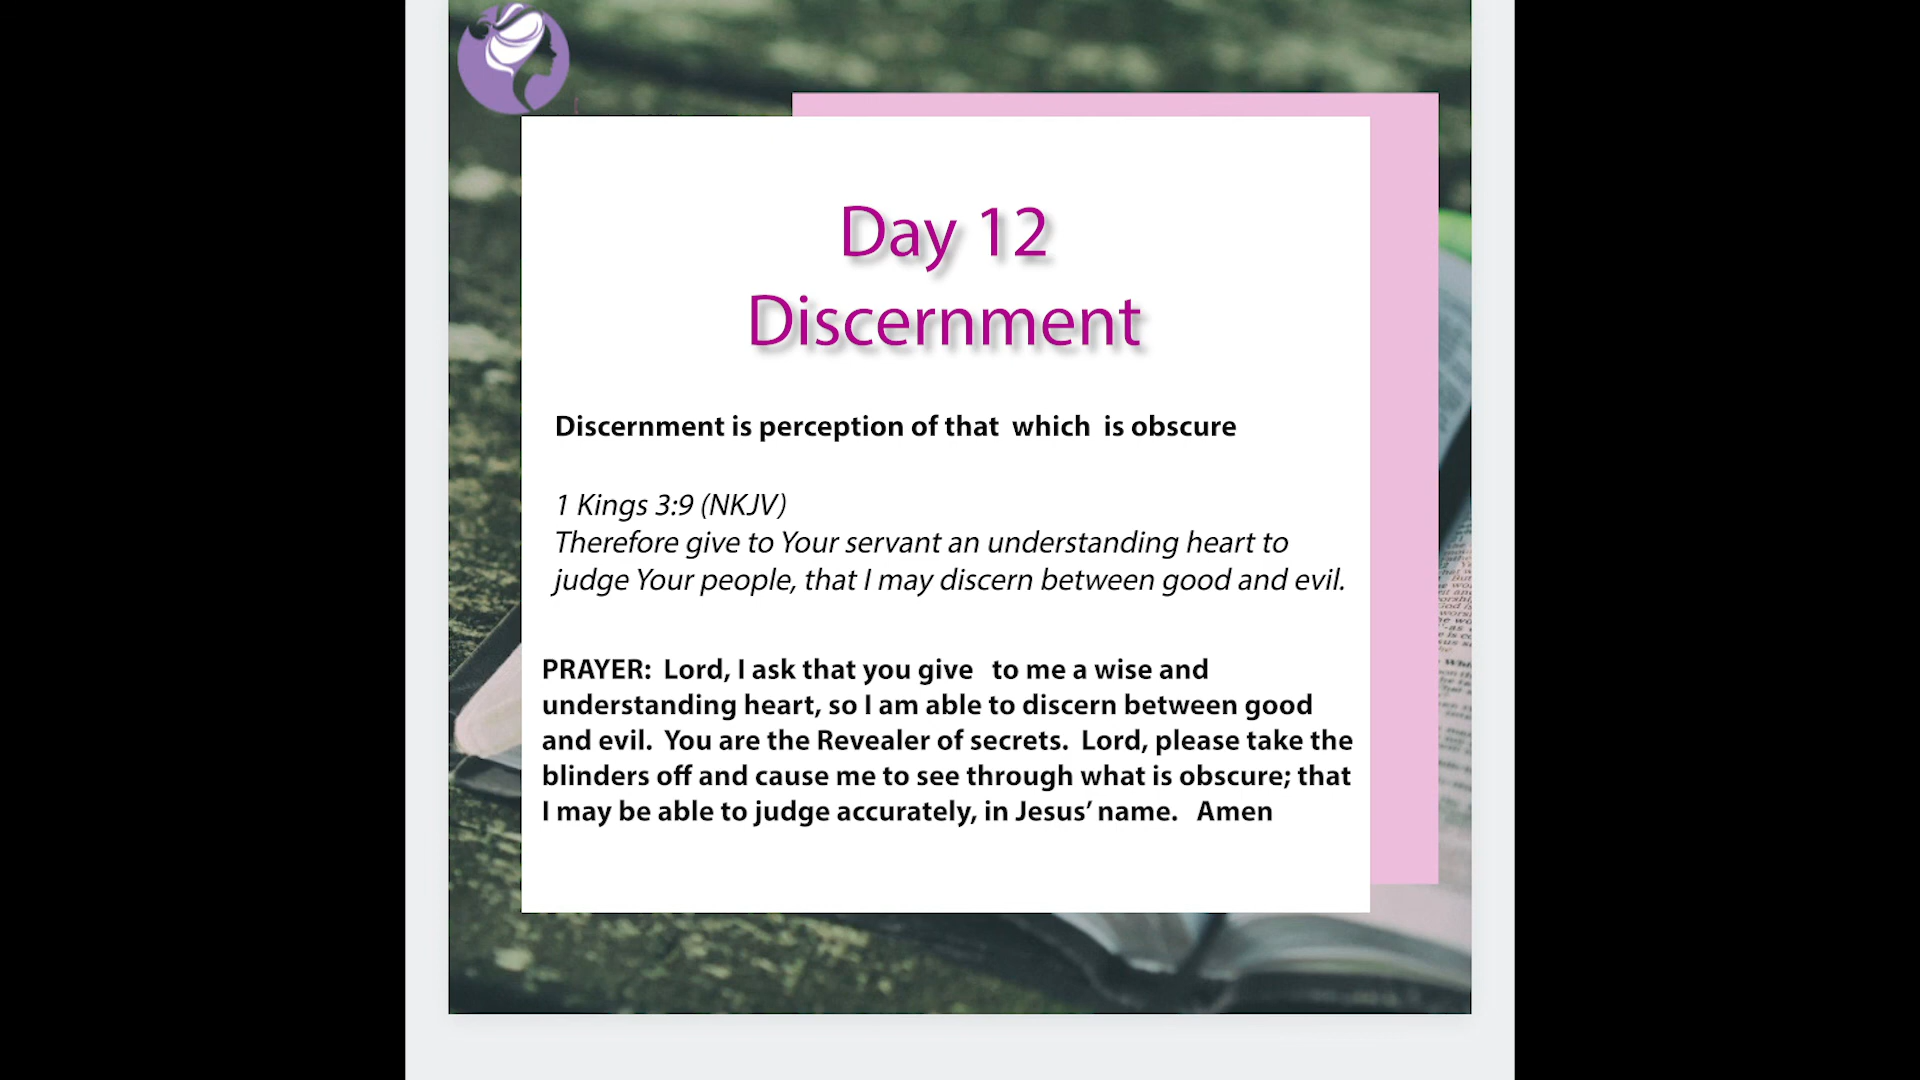 Day 12
Discernment
Discernment is perception of that which is obscure
1 Kings 3:9 (NKJV)
Therefore give to Your servant an understanding heart to
judge Your people, that I may discern between good and evil.
PRAYER: Lord, I ask that you give to me a wise and
understanding heart, so I am able to discern between good
and evil. You are the Revealer of secrets. Lord, please take the
blinders off and cause me to see through what is obscure; that
I may be able to judge accurately, in Jesus’ name. Amen